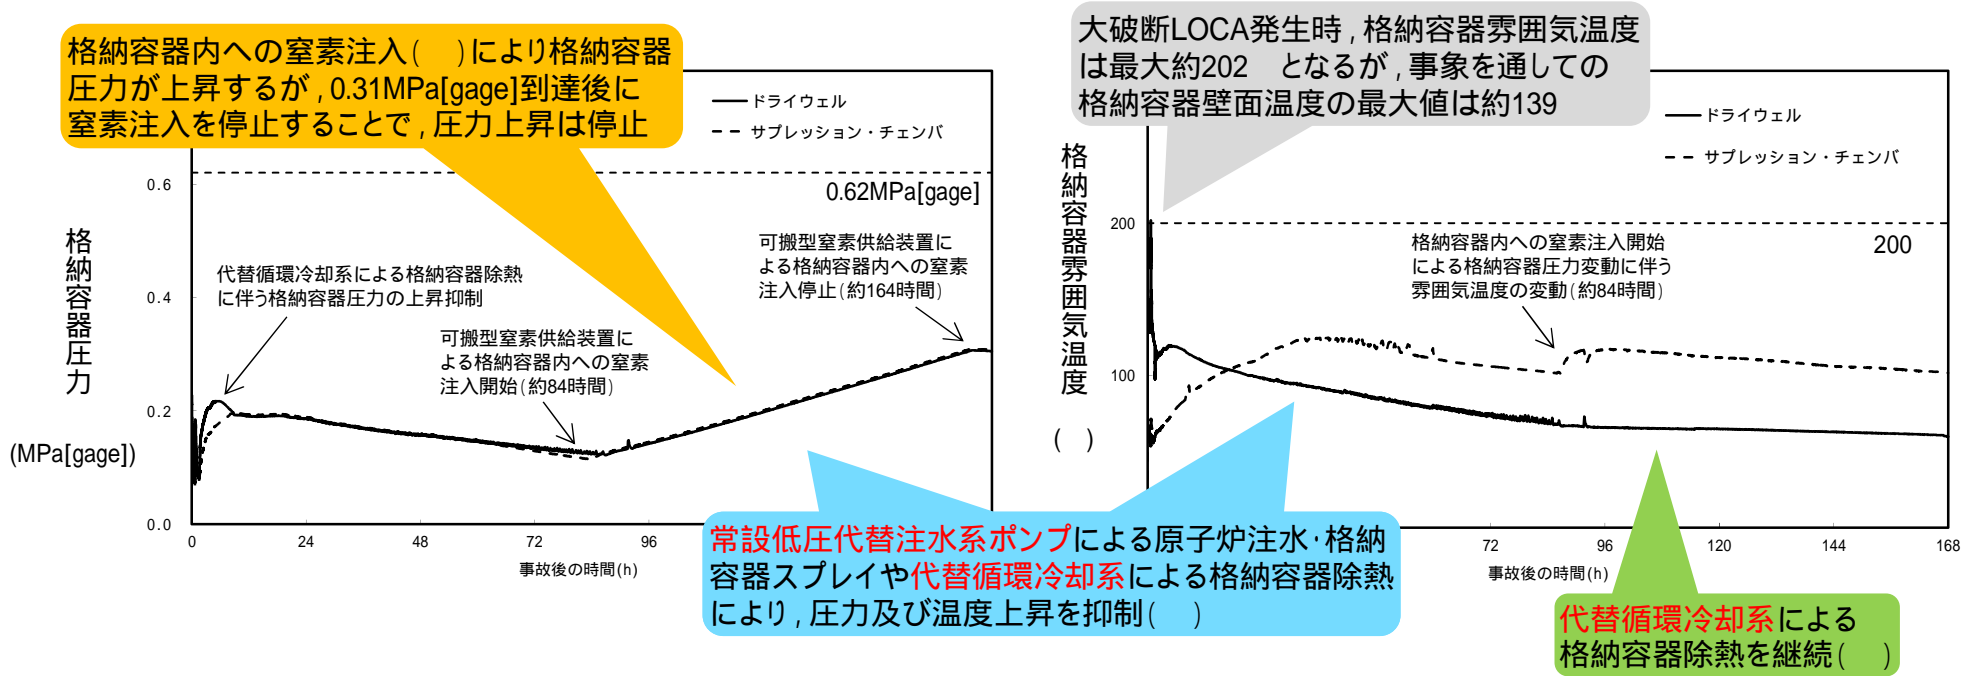 格納容器内への窒素注入(　)により格納容器
圧力が上昇するが,0.31MPa[gage]到達後に
窒素注入を停止することで,圧力上昇は停止
ドライウェル
サプレッション・チェンバ
0.62MPa[gage]
格納容器圧力
(MPa[gage])
0.6
0.4
0.2
0.0
代替循環冷却系による格納容器除熱
に伴う格納容器圧力の上昇抑制
可搬型窒素供給装置に
よる格納容器内への窒素
注入開始(約84時間)
可搬型窒素供給装置に
よる格納容器内への窒素
注入停止(約164時間)
0 24 48 72 96
事故後の時間(h)
大破断LOCA発生時,格納容器雰囲気温度
は最大約202　となるが,事象を通しての
格納容器壁面温度の最大値は約139
ドライウェル
サプレッション・チェンバ
格納容器雰囲気温度
(　)
200
100
200
格納容器内への窒素注入開始
による格納容器圧力変動に伴う
雰囲気温度の変動(約84時間)
72 96 120 144 168
事故後の時間(h)
常設低圧代替注水系ポンプによる原子炉注水・格納
容器スプレイや代替循環冷却系による格納容器除熱
により,圧力及び温度上昇を抑制(　)
代替循環冷却系による
格納容器除熱を継続(　)